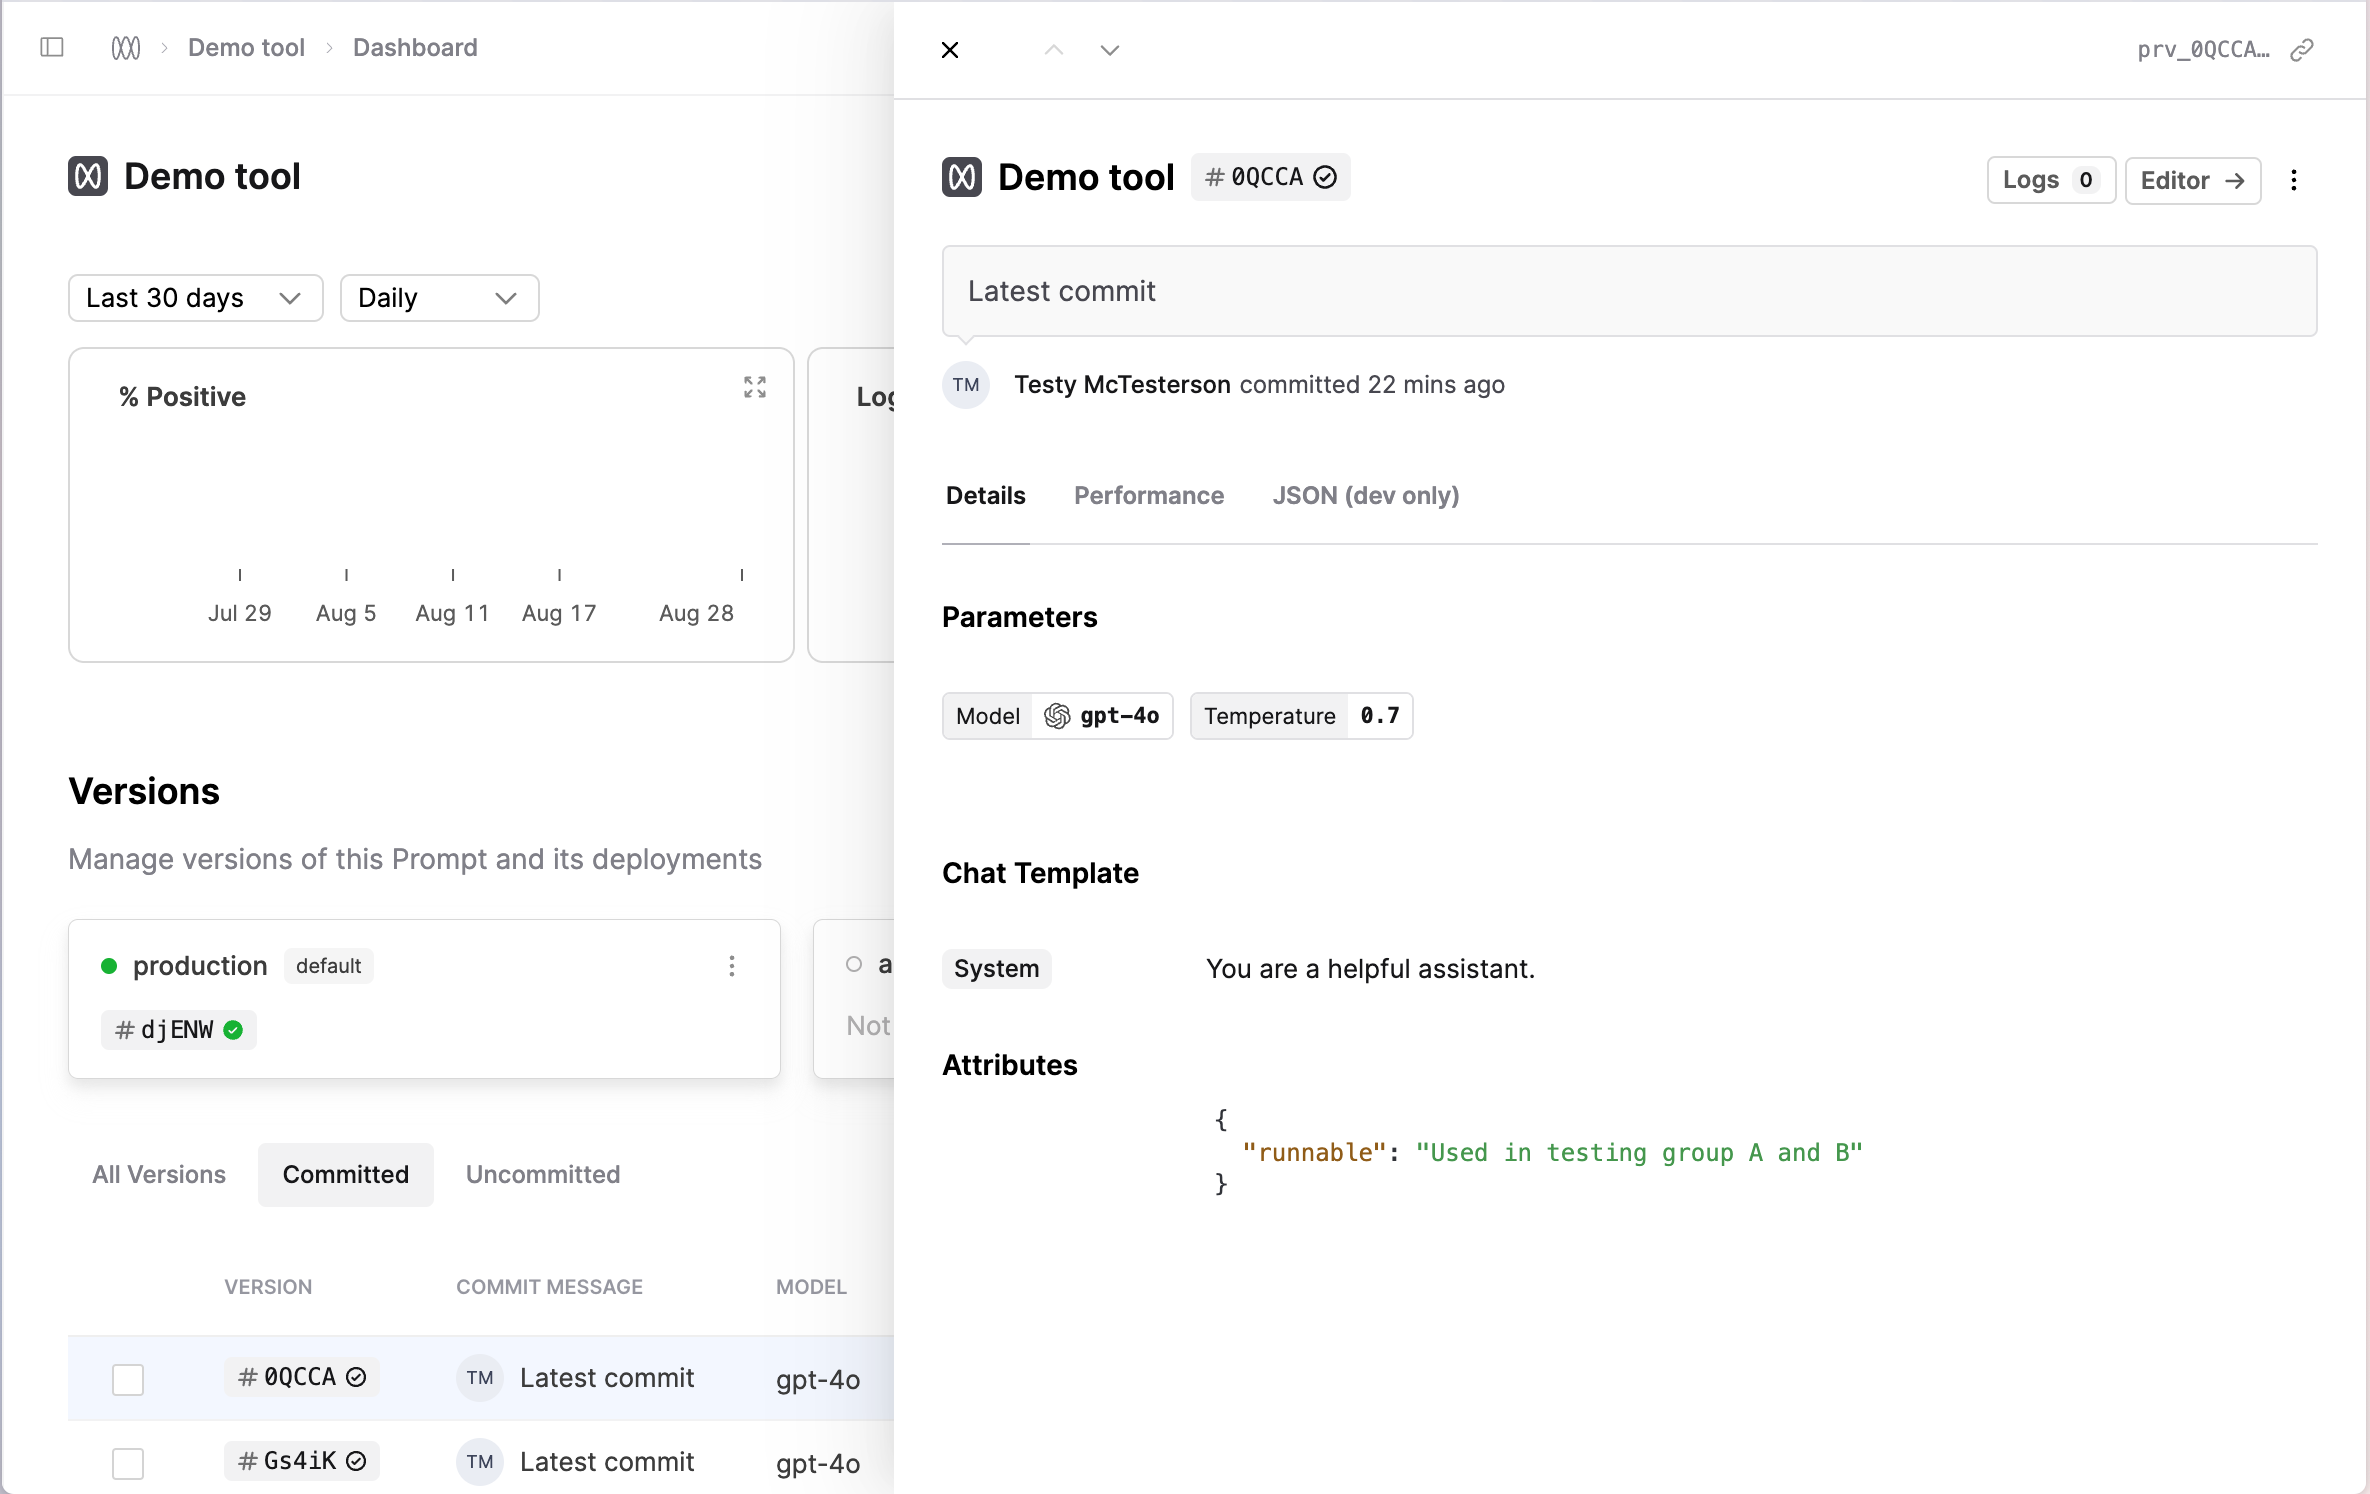 Demo tool > Dashboard
Demo tool
Last 30 days
Daily
% Positive
Jul 29 Aug 5 Aug 11 Aug 17 Aug 28
Log
Versions
Manage versions of this Prompt and its deployments
production default
# djENW
a
Not
All Versions Committed Uncommitted
VERSION COMMIT MESSAGE MODEL
# 0QCCA TM Latest commit gpt-4o
# Gs4iK TM Latest commit gpt-4o
prv_0QCCA…
Demo tool # 0QCCA
Logs 0 Editor →
Latest commit
TM Testy McTesterson committed 22 mins ago
Details Performance JSON (dev only)
Parameters
Model gpt-4o Temperature 0.7
Chat Template
System You are a helpful assistant.
Attributes
{
"runnable": "Used in testing group A and B"
}